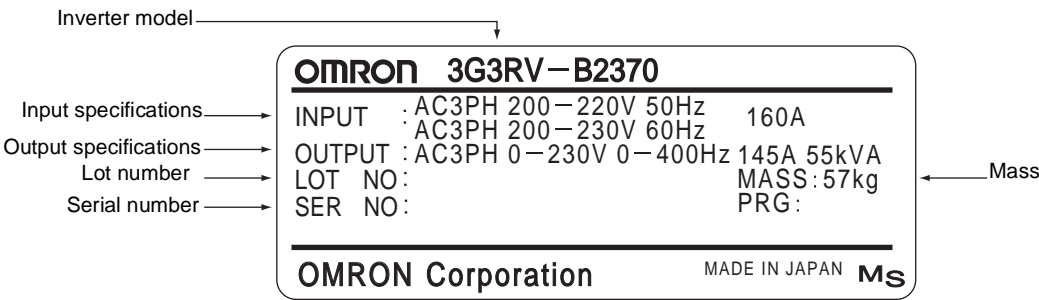 Inverter model
OMRON 3G3RV－B2370
Input specifications
INPUT : AC3PH 200－220V 50Hz 160A
AC3PH 200－230V 60Hz
Output specifications
OUTPUT : AC3PH 0－230V 0－400Hz 145A 55kVA
Lot number
LOT NO: MASS:57kg
Mass
Serial number
SER NO: PRG:
OMRON Corporation MADE IN JAPAN MS